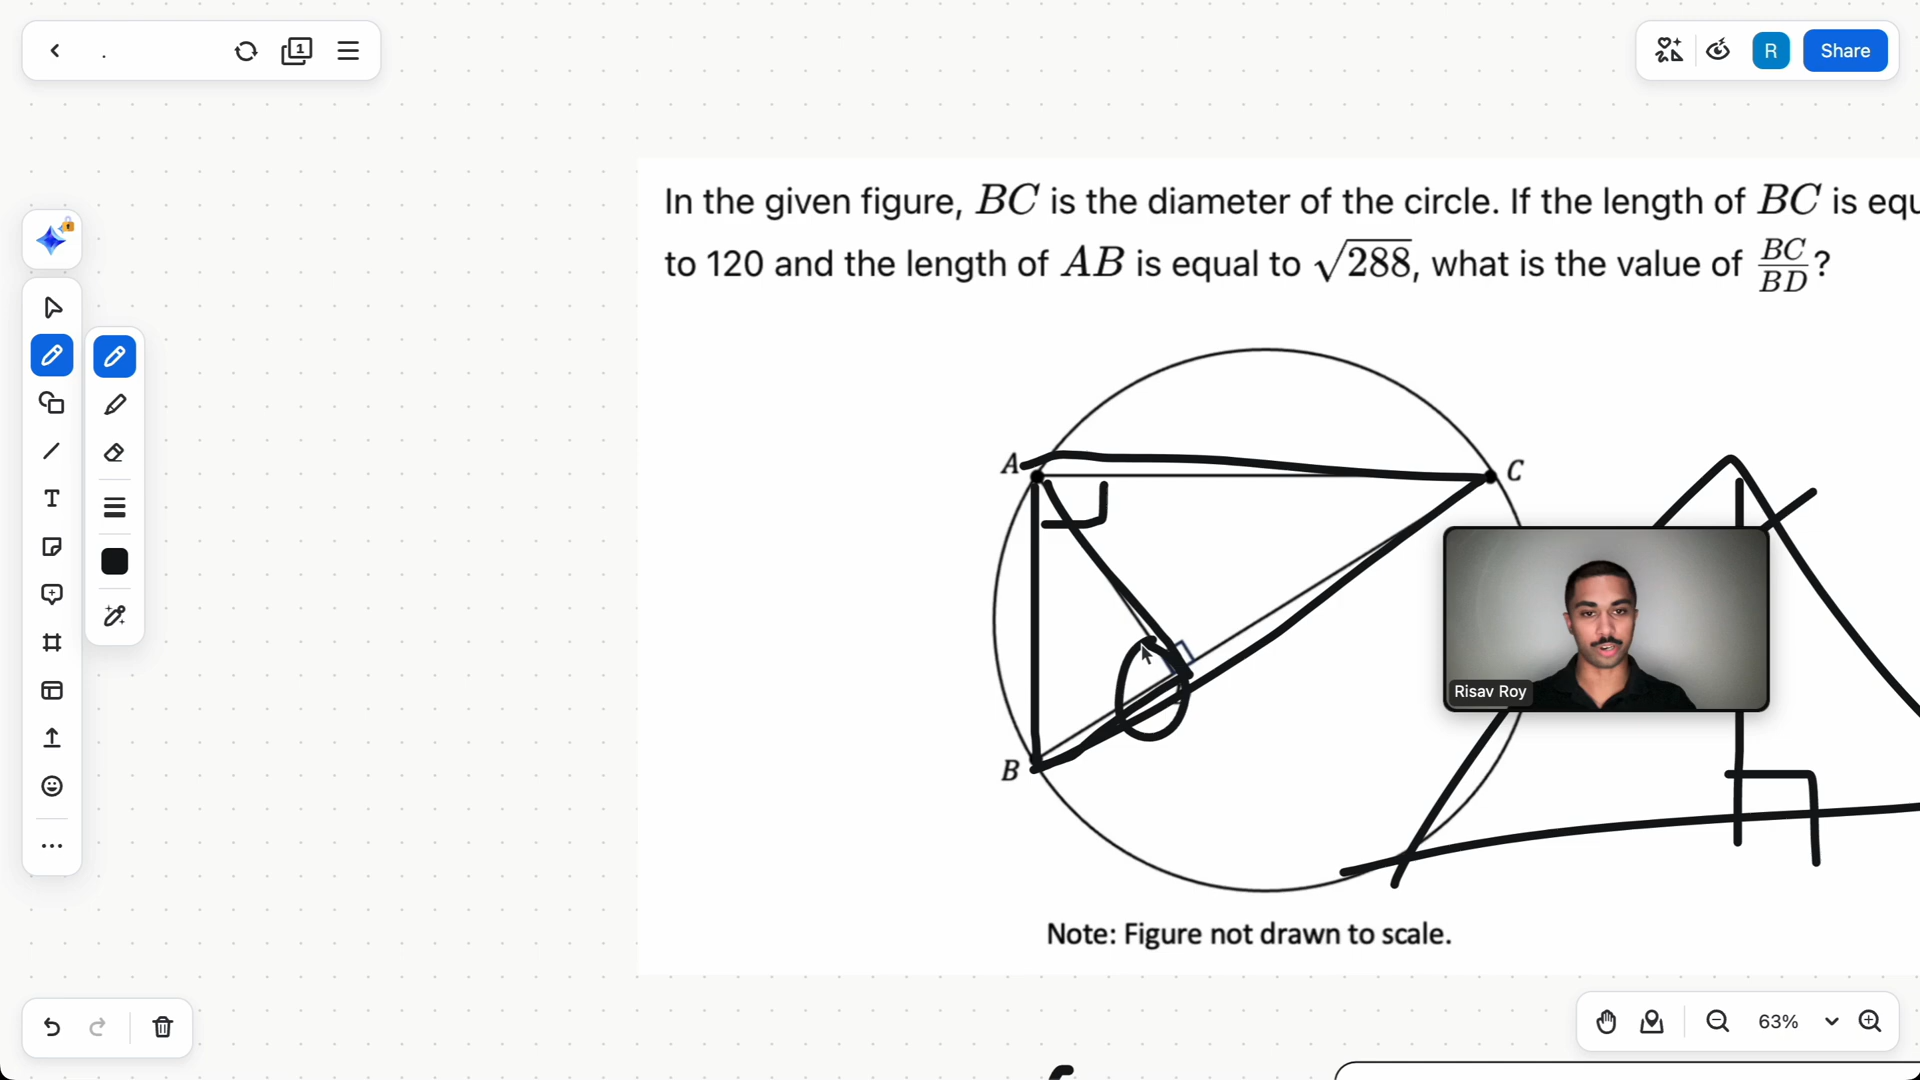 .
1
R
Share
In the given figure, BC is the diameter of the circle. If the length of BC is equ
to 120 and the length of AB is equal to √288, what is the value of BC/BD?
A
C
B
T
Risav Roy
Note: Figure not drawn to scale.
63%